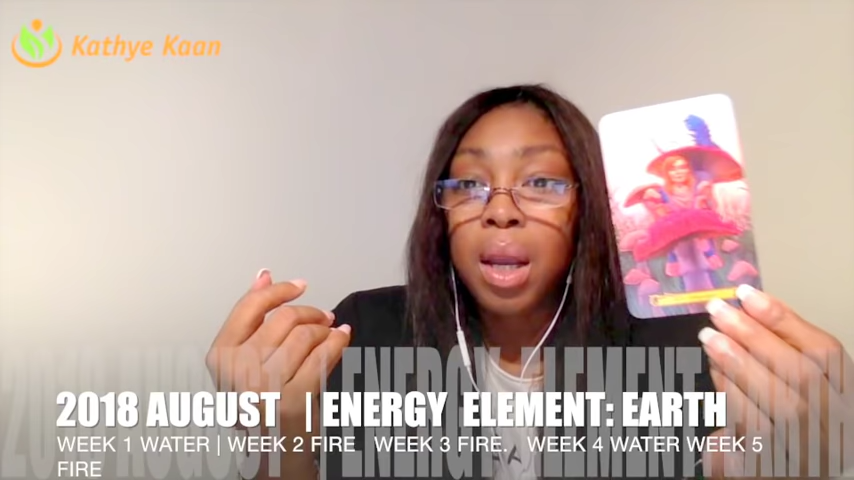 Kathye Kaan
2018 AUGUST | ENERGY ELEMENT: EARTH
WEEK 1 WATER | WEEK 2 FIRE WEEK 3 FIRE. WEEK 4 WATER WEEK 5
FIRE